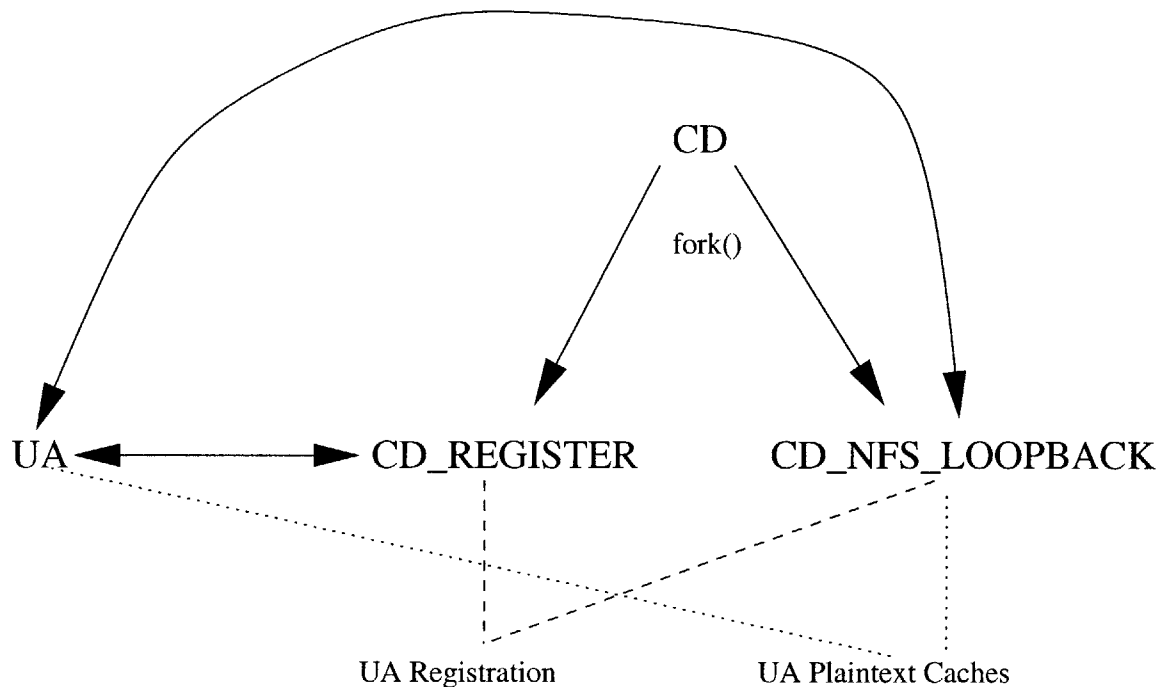 CD
fork()
UA
CD_REGISTER
CD_NFS_LOOPBACK
UA Registration
UA Plaintext Caches